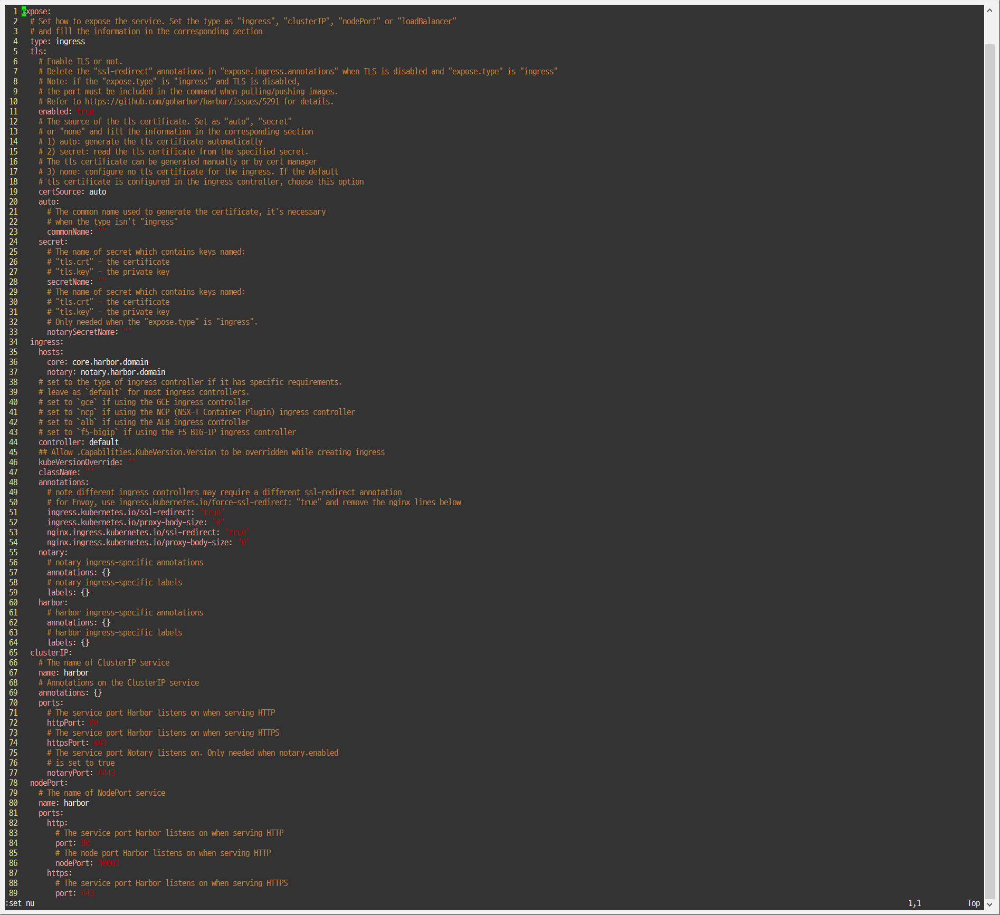 1 expose:
2   # Set how to expose the service. Set the type as "ingress", "clusterIP", "nodePort" or "loadBalancer"
3   # and fill the information in the corresponding section
4   type: ingress
5   tls:
6     # Enable TLS or not.
7     # Delete the "ssl-redirect" annotations in "expose.ingress.annotations" when TLS is disabled and "expose.type" is "ingress"
8     # Note: if the "expose.type" is "ingress" and TLS is disabled,
9     # the port must be included in the command when pulling/pushing images.
10     # Refer to https://github.com/goharbor/harbor/issues/5291 for details.
11     enabled: true
12     # The source of the tls certificate. Set as "auto", "secret"
13     # or "none" and fill the information in the corresponding section
14     # 1) auto: generate the tls certificate automatically
15     # 2) secret: read the tls certificate from the specified secret.
16     # The tls certificate can be generated manually or by cert manager
17     # 3) none: configure no tls certificate for the ingress. If the default
18     # tls certificate is configured in the ingress controller, choose this option
19     certSource: auto
20     auto:
21       # The common name used to generate the certificate, it's necessary
22       # when the type isn't "ingress"
23       commonName: ""
24     secret:
25       # The name of secret which contains keys named:
26       # "tls.crt" - the certificate
27       # "tls.key" - the private key
28       secretName: ""
29       # The name of secret which contains keys named:
30       # "tls.crt" - the certificate
31       # "tls.key" - the private key
32       # Only needed when the "expose.type" is "ingress".
33       notarySecretName: ""
34   ingress:
35     hosts:
36       core: core.harbor.domain
37       notary: notary.harbor.domain
38     # set to the type of ingress controller if it has specific requirements.
39     # leave as `default` for most ingress controllers.
40     # set to `gce` if using the GCE ingress controller
41     # set to `ncp` if using the NCP (NSX-T Container Plugin) ingress controller
42     # set to `alb` if using the ALB ingress controller
43     # set to `f5-bigip` if using the F5 BIG-IP ingress controller
44     controller: default
45     ## Allow .Capabilities.KubeVersion.Version to be overridden while creating ingress
46     kubeVersionOverride: ""
47     className: ""
48     annotations:
49       # note different ingress controllers may require a different ssl-redirect annotation
50       # for Envoy, use ingress.kubernetes.io/force-ssl-redirect: "true" and remove the nginx lines below
51       ingress.kubernetes.io/ssl-redirect: "true"
52       ingress.kubernetes.io/proxy-body-size: "0"
53       nginx.ingress.kubernetes.io/ssl-redirect: "true"
54       nginx.ingress.kubernetes.io/proxy-body-size: "0"
55     notary:
56       # notary ingress-specific annotations
57       annotations: {}
58       # notary ingress-specific labels
59       labels: {}
60     harbor:
61       # harbor ingress-specific annotations
62       annotations: {}
63       # harbor ingress-specific labels
64       labels: {}
65   clusterIP:
66     # The name of ClusterIP service
67     name: harbor
68     # Annotations on the ClusterIP service
69     annotations: {}
70     ports:
71       # The service port Harbor listens on when serving HTTP
72       httpPort: 80
73       # The service port Harbor listens on when serving HTTPS
74       httpsPort: 443
75       # The service port Notary listens on. Only needed when notary.enabled
76       # is set to true
77       notaryPort: 4443
78   nodePort:
79     # The name of NodePort service
80     name: harbor
81     ports:
82       http:
83         # The service port Harbor listens on when serving HTTP
84         port: 80
85         # The node port Harbor listens on when serving HTTP
86         nodePort: 30002
87       https:
88         # The service port Harbor listens on when serving HTTPS
89         port: 443
:set nu 1,1 Top